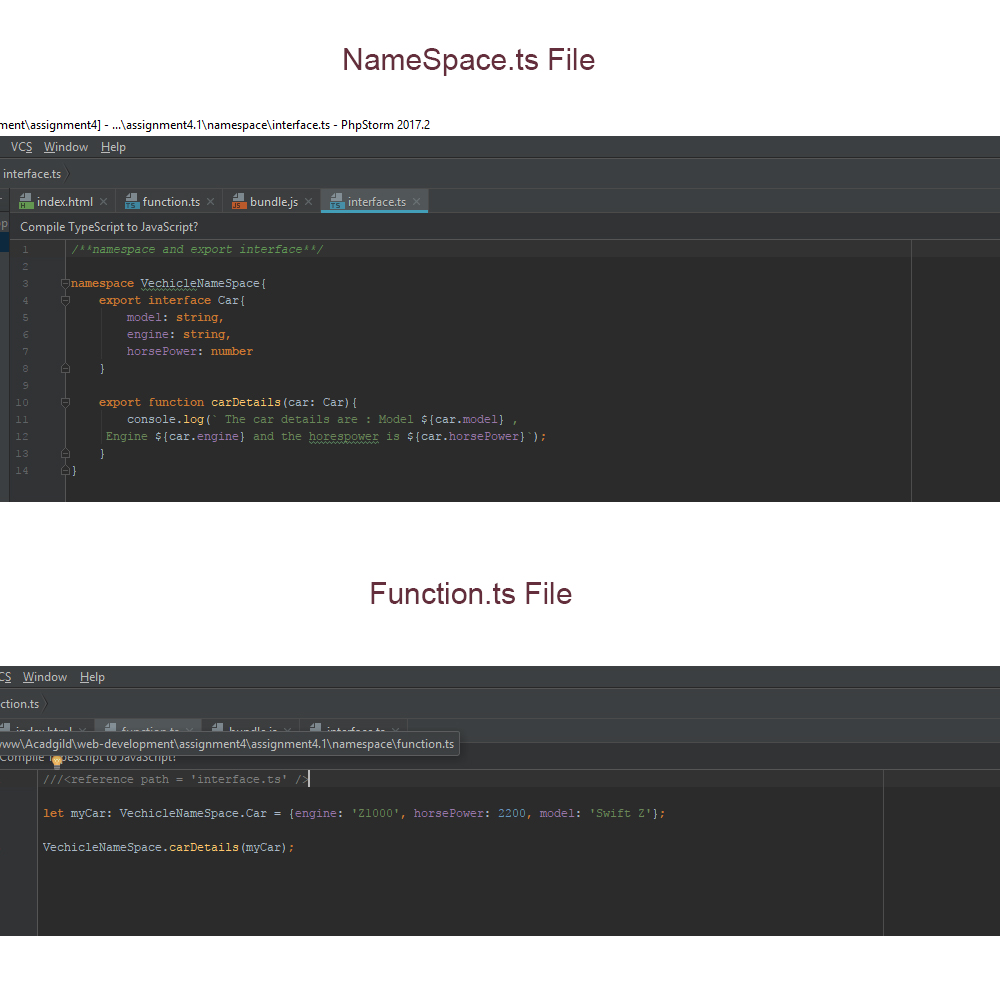 NameSpace.ts File
ment\assignment4] - ...\assignment4.1\namespace\interface.ts - PhpStorm 2017.2
VCS Window Help
interface.ts
index.html function.ts bundle.js interface.ts
Compile TypeScript to JavaScript?
1 /**namespace and export interface**/
2
3 namespace VechicleNameSpace{
4 export interface Car{
5 model: string,
6 engine: string,
7 horsePower: number
8 }
9
10 export function carDetails(car: Car){
11 console.log(` The car details are : Model ${car.model} ,
12 Engine ${car.engine} and the horespower is ${car.horsePower}`);
13 }
14 }
Function.ts File
CS Window Help
ction.ts
index.html function.ts bundle.js interface.ts
www\Acadgild\web-development\assignment4\assignment4.1\namespace\function.ts
Compile TypeScript to JavaScript?
///<reference path = 'interface.ts' />
let myCar: VechicleNameSpace.Car = {engine: 'Z1000', horsePower: 2200, model: 'Swift Z'};
VechicleNameSpace.carDetails(myCar);